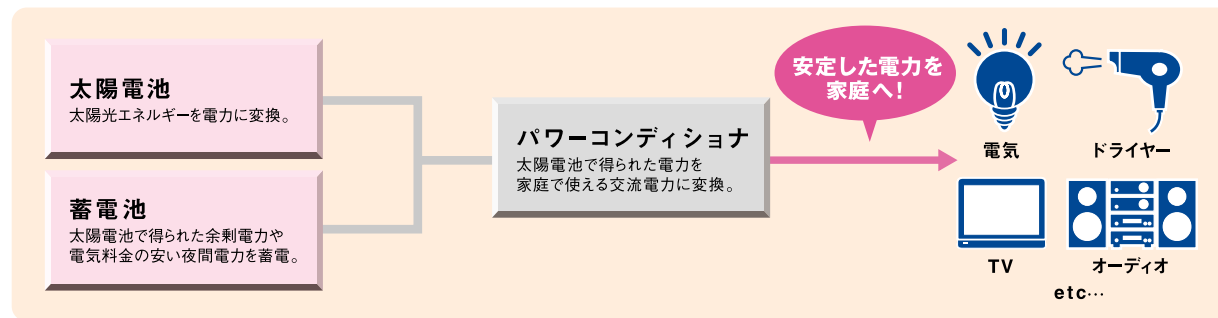 太陽電池
太陽光エネルギーを電力に変換。
蓄電池
太陽電池で得られた余剰電力や
電気料金の安い夜間電力を蓄電。
パワーコンディショナ
太陽電池で得られた電力を
家庭で使える交流電力に変換。
安定した電力を
家庭へ！
電気
ドライヤー
TV
オーディオ
etc…